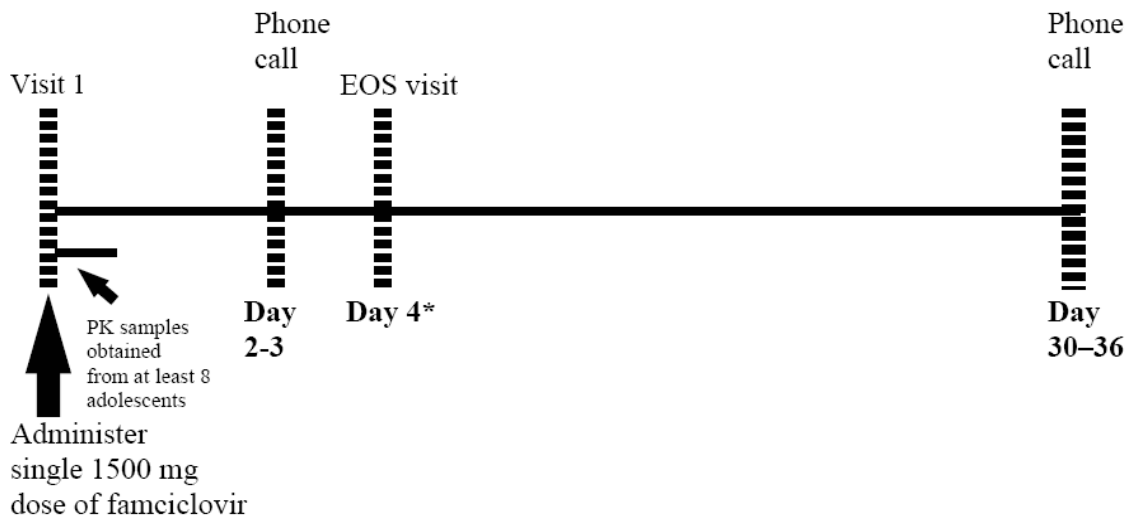 Phone
call
Phone
call
Visit 1
EOS visit
Day
2-3
Day 4*
Day
30–36
PK samples
obtained
from at least 8
adolescents
Administer
single 1500 mg
dose of famciclovir